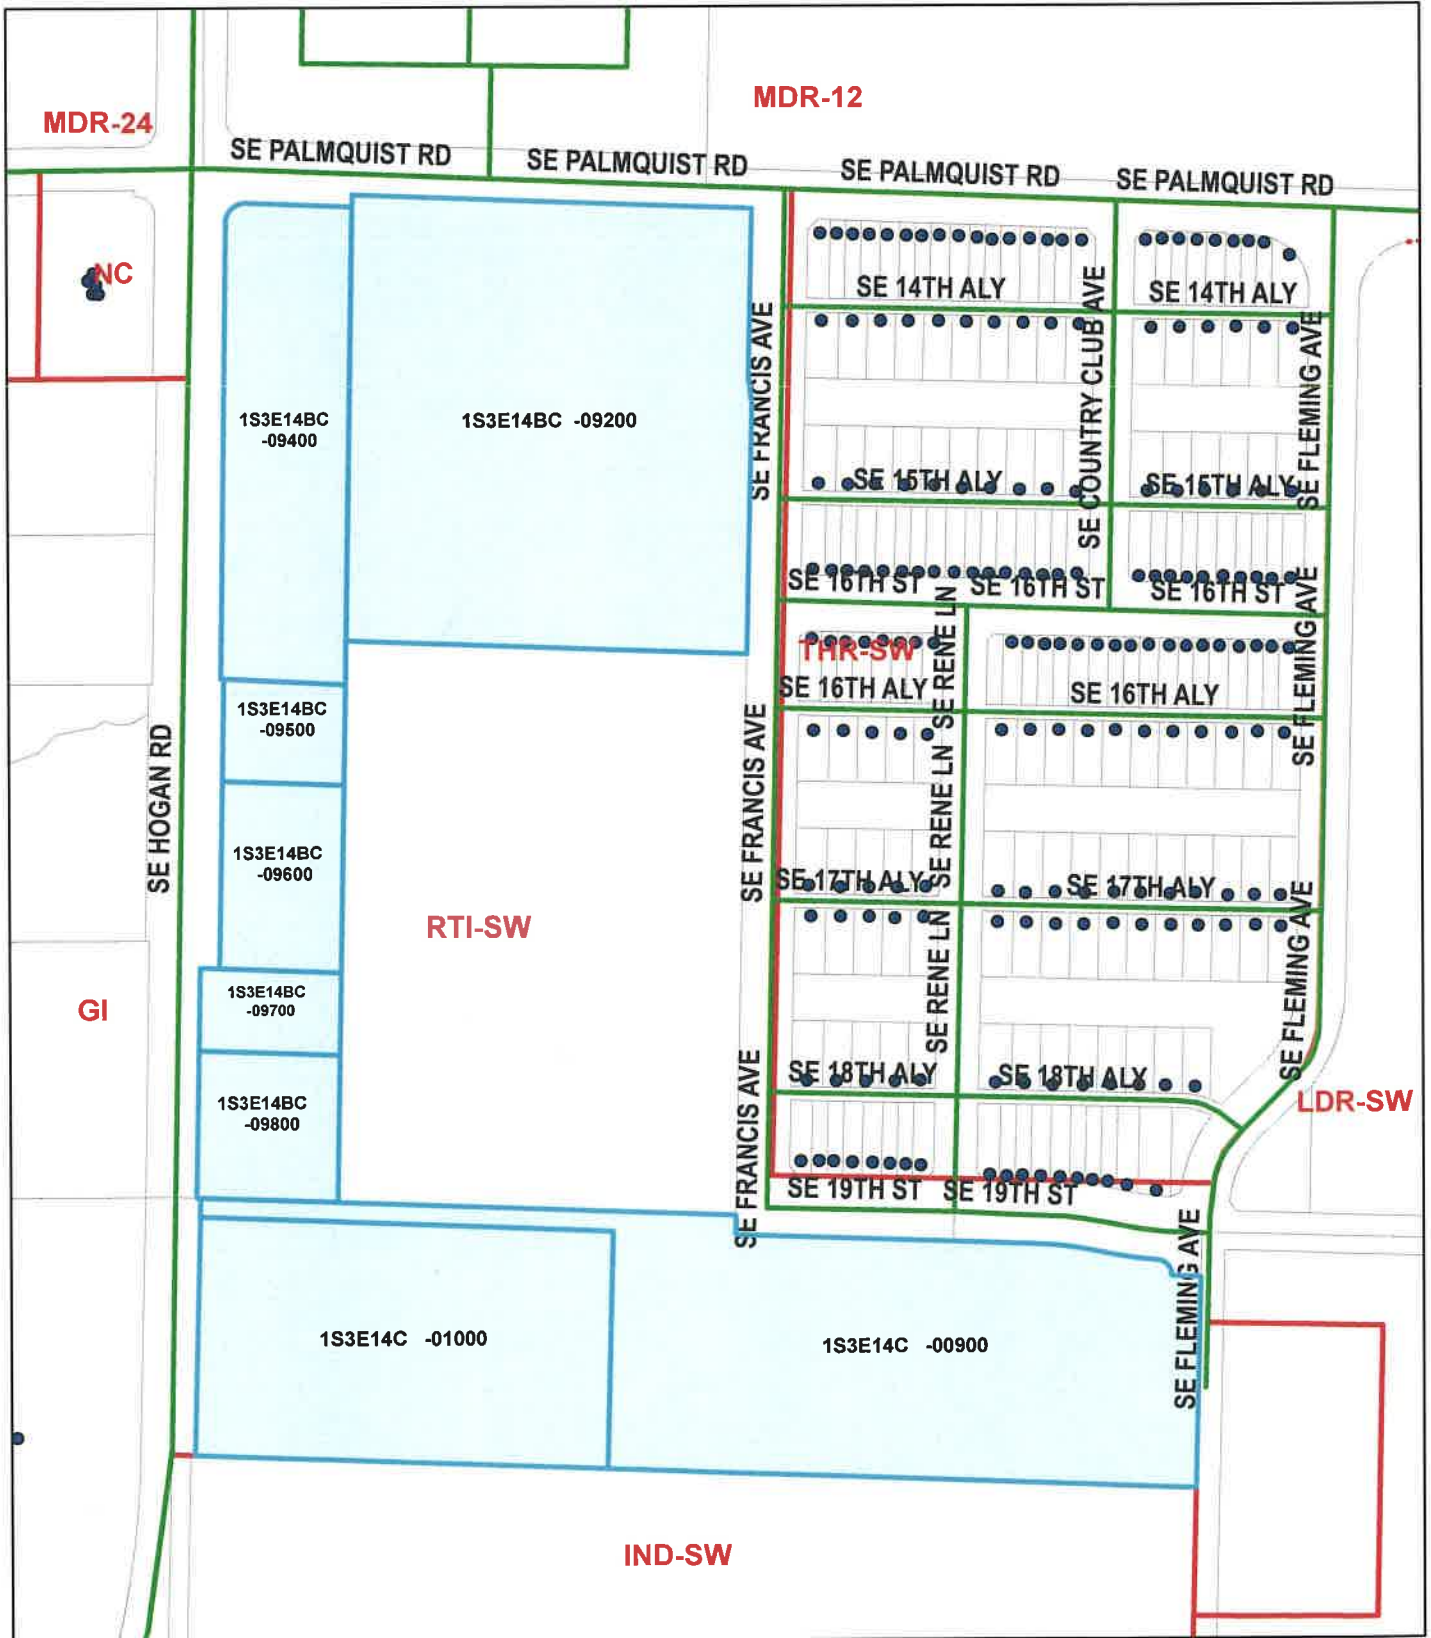 MDR-12
MDR-24
SE PALMQUIST RD
SE PALMQUIST RD
SE PALMQUIST RD
SE PALMQUIST RD
NC
SE 14TH ALY
SE 14TH ALY
SE FRANCIS AVE
SE COUNTRY CLUB AVE
SE FLEMING AVE
1S3E14BC
-09400
1S3E14BC -09200
SE 15TH ALY
SE 15TH ALY
SE 16TH ST
SE 16TH ST
SE 16TH ST
THR-SW
SE RENE LN
SE FLEMING AVE
SE 16TH ALY
SE 16TH ALY
1S3E14BC
-09500
SE HOGAN RD
SE FRANCIS AVE
SE RENE LN
1S3E14BC
-09600
SE 17TH ALY
SE 17TH ALY
RTI-SW
SE RENE LN
SE FLEMING AVE
GI
1S3E14BC
-09700
SE 18TH ALY
SE 18TH ALY
1S3E14BC
-09800
LDR-SW
SE FRANCIS AVE
SE 19TH ST
SE 19TH ST
SE FLEMING AVE
1S3E14C -01000
1S3E14C -00900
IND-SW